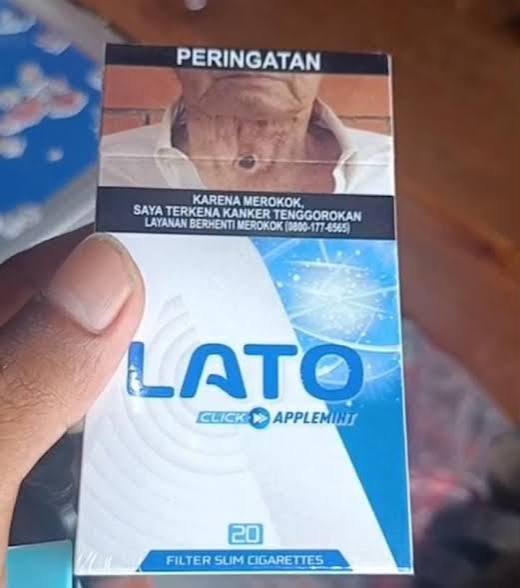 PERINGATAN
KARENA MEROKOK,
SAYA TERKENA KANKER TENGGOROKAN
LAYANAN BERHENTI MEROKOK (0800-177-6565)
LATO
CLICK APPLEMINT
20
FILTER SLIM CIGARETTES